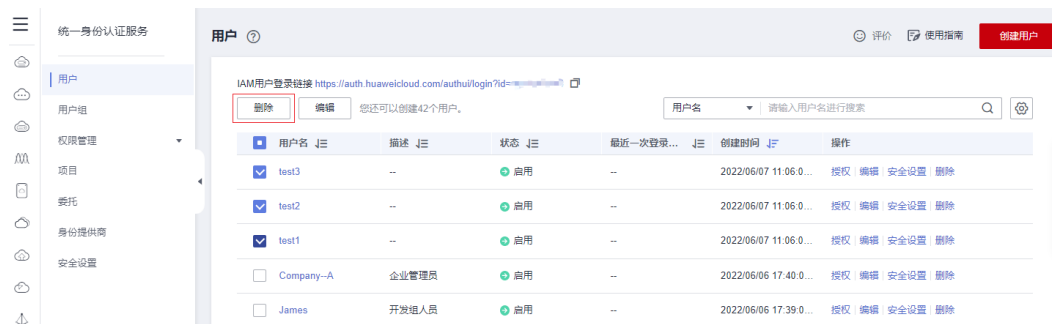 统一身份认证服务
用户
评价
使用指南
创建用户
用户
用户组
权限管理
项目
委托
身份提供商
安全设置
IAM用户登录链接 https://auth.huaweicloud.com/authui/login?id=
删除 编辑 您还可以创建42个用户。 用户名 请输入用户名进行搜索
用户名 描述 状态 最近一次登录... 创建时间 操作
test3 -- 启用 -- 2022/06/07 11:06:0... 授权 编辑 安全设置 删除
test2 -- 启用 -- 2022/06/07 11:06:0... 授权 编辑 安全设置 删除
test1 -- 启用 -- 2022/06/07 11:06:0... 授权 编辑 安全设置 删除
Company--A 企业管理员 启用 -- 2022/06/06 17:40:0... 授权 编辑 安全设置 删除
James 开发组人员 启用 -- 2022/06/06 17:39:0... 授权 编辑 安全设置 删除